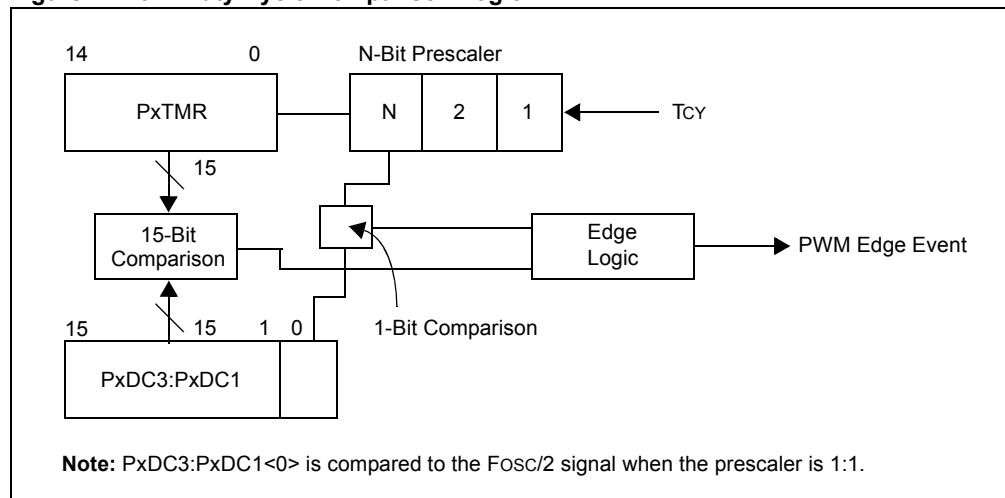 14 0 N-Bit Prescaler
PxTMR N 2 1 TCY
15
15-Bit
Comparison
Edge
Logic
PWM Edge Event
1-Bit Comparison
15 15 1 0
PxDC3:PxDC1
Note: PxDC3:PxDC1<0> is compared to the FOSC/2 signal when the prescaler is 1:1.